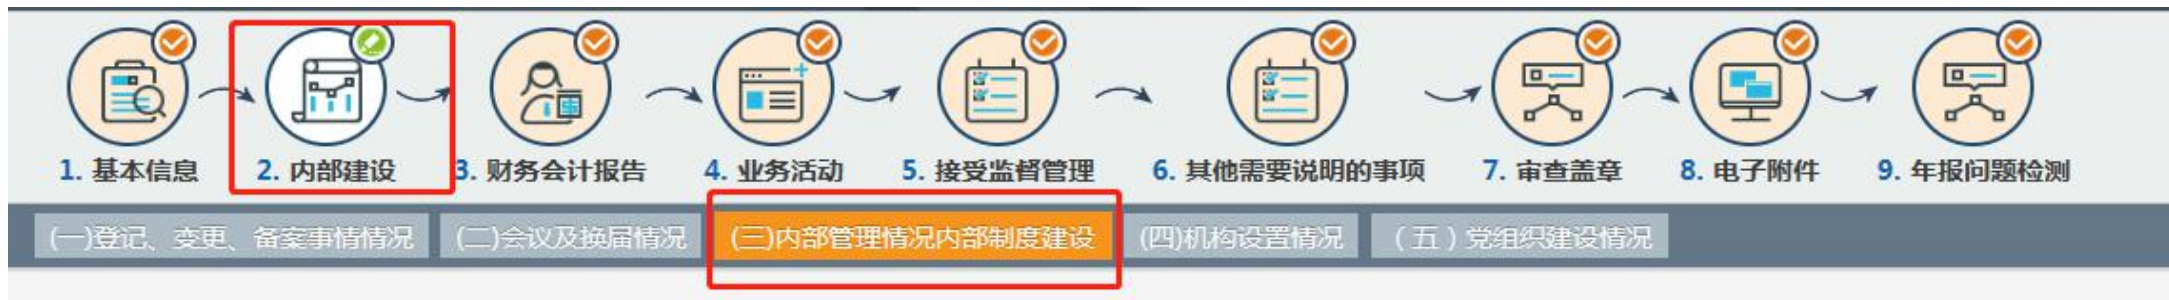 1. 基本信息 2. 内部建设 3. 财务会计报告 4. 业务活动 5. 接受监督管理 6. 其他需要说明的事项 7. 审查盖章 8. 电子附件 9. 年报问题检测
(一)登记、变更、备案事情情况 (二)会议及换届情况 (三)内部管理情况内部制度建设 (四)机构设置情况 (五)党组织建设情况